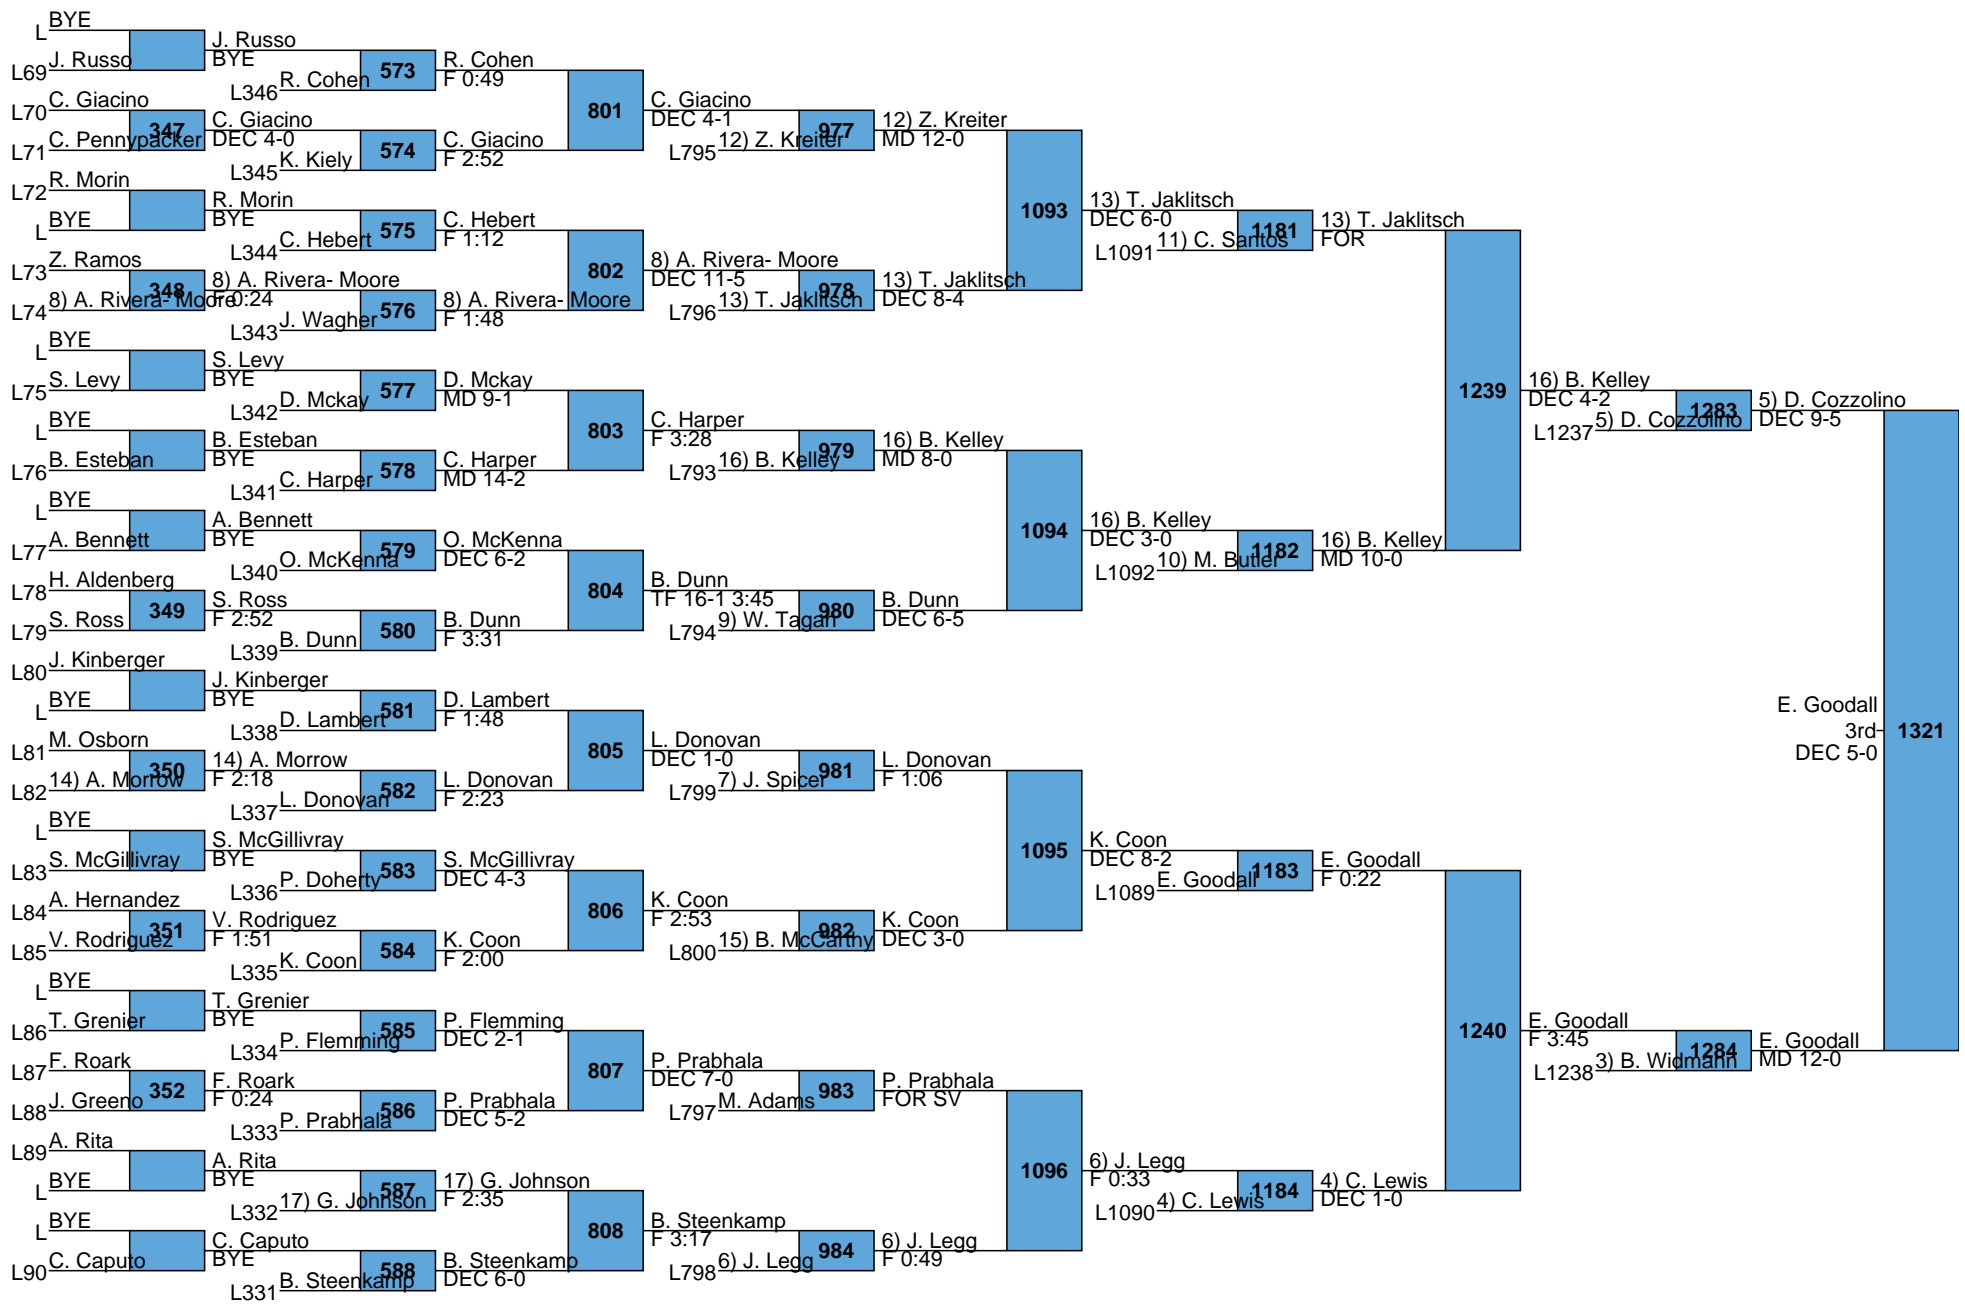 BYE
L
J. Russo
L69
J. Russo
BYE
R. Cohen
L346
573
R. Cohen
F 0:49
C. Giacino
L70
C. Pennypacker
L71
347
C. Giacino
DEC 4-0
K. Kiely
L345
574
C. Giacino
F 2:52
801
C. Giacino
DEC 4-1
12) Z. Kreiter
L795
977
12) Z. Kreiter
MD 12-0
R. Morin
L72
BYE
L
R. Morin
BYE
C. Hebert
L344
575
C. Hebert
F 1:12
Z. Ramos
L73
8) A. Rivera- Moore
L74
348
8) A. Rivera- Moore
F 0:24
J. Wagher
L343
576
8) A. Rivera- Moore
F 1:48
802
8) A. Rivera- Moore
DEC 11-5
13) T. Jaklitsch
L796
978
13) T. Jaklitsch
DEC 8-4
1093
13) T. Jaklitsch
DEC 6-0
11) C. Santos
L1091
1181
13) T. Jaklitsch
FOR
BYE
L
S. Levy
L75
S. Levy
BYE
D. Mckay
L342
577
D. Mckay
MD 9-1
BYE
L
B. Esteban
L76
B. Esteban
BYE
C. Harper
L341
578
C. Harper
MD 14-2
803
C. Harper
F 3:28
16) B. Kelley
L793
979
16) B. Kelley
MD 8-0
BYE
L
A. Bennett
L77
A. Bennett
BYE
O. McKenna
L340
579
O. McKenna
DEC 6-2
H. Aldenberg
L78
S. Ross
L79
349
S. Ross
F 2:52
B. Dunn
L339
580
B. Dunn
F 3:31
804
B. Dunn
TF 16-1 3:45
9) W. Tagan
L794
980
B. Dunn
DEC 6-5
1094
16) B. Kelley
DEC 3-0
10) M. Butler
L1092
1182
16) B. Kelley
MD 10-0
1239
16) B. Kelley
DEC 4-2
5) D. Cozzolino
L1237
1283
5) D. Cozzolino
DEC 9-5
J. Kinberger
L80
BYE
L
J. Kinberger
BYE
D. Lambert
L338
581
D. Lambert
F 1:48
M. Osborn
L81
14) A. Morrow
L82
350
14) A. Morrow
F 2:18
L. Donovan
L337
582
L. Donovan
F 2:23
805
L. Donovan
DEC 1-0
7) J. Spicer
L799
981
L. Donovan
F 1:06
BYE
L
S. McGillivray
L83
S. McGillivray
BYE
P. Doherty
L336
583
S. McGillivray
DEC 4-3
A. Hernandez
L84
V. Rodriguez
L85
351
V. Rodriguez
F 1:51
K. Coon
L335
584
K. Coon
F 2:00
806
K. Coon
F 2:53
15) B. McCarthy
L800
982
K. Coon
DEC 3-0
1095
K. Coon
DEC 8-2
E. Goodall
L1089
1183
E. Goodall
F 0:22
BYE
L
T. Grenier
L86
T. Grenier
BYE
P. Flemming
L334
585
P. Flemming
DEC 2-1
F. Roark
L87
J. Greeno
L88
352
F. Roark
F 0:24
P. Prabhala
L333
586
P. Prabhala
DEC 5-2
807
P. Prabhala
DEC 7-0
M. Adams
L797
983
P. Prabhala
FOR SV
A. Rita
L89
BYE
L
A. Rita
BYE
17) G. Johnson
L332
587
17) G. Johnson
F 2:35
BYE
L
C. Caputo
L90
C. Caputo
BYE
B. Steenkamp
L331
588
B. Steenkamp
DEC 6-0
808
B. Steenkamp
F 3:17
6) J. Legg
L798
984
6) J. Legg
F 0:49
1096
6) J. Legg
F 0:33
4) C. Lewis
L1090
1184
4) C. Lewis
DEC 1-0
1240
E. Goodall
F 3:45
3) B. Widmann
L1238
1284
E. Goodall
MD 12-0
E. Goodall
3rd
DEC 5-0
1321